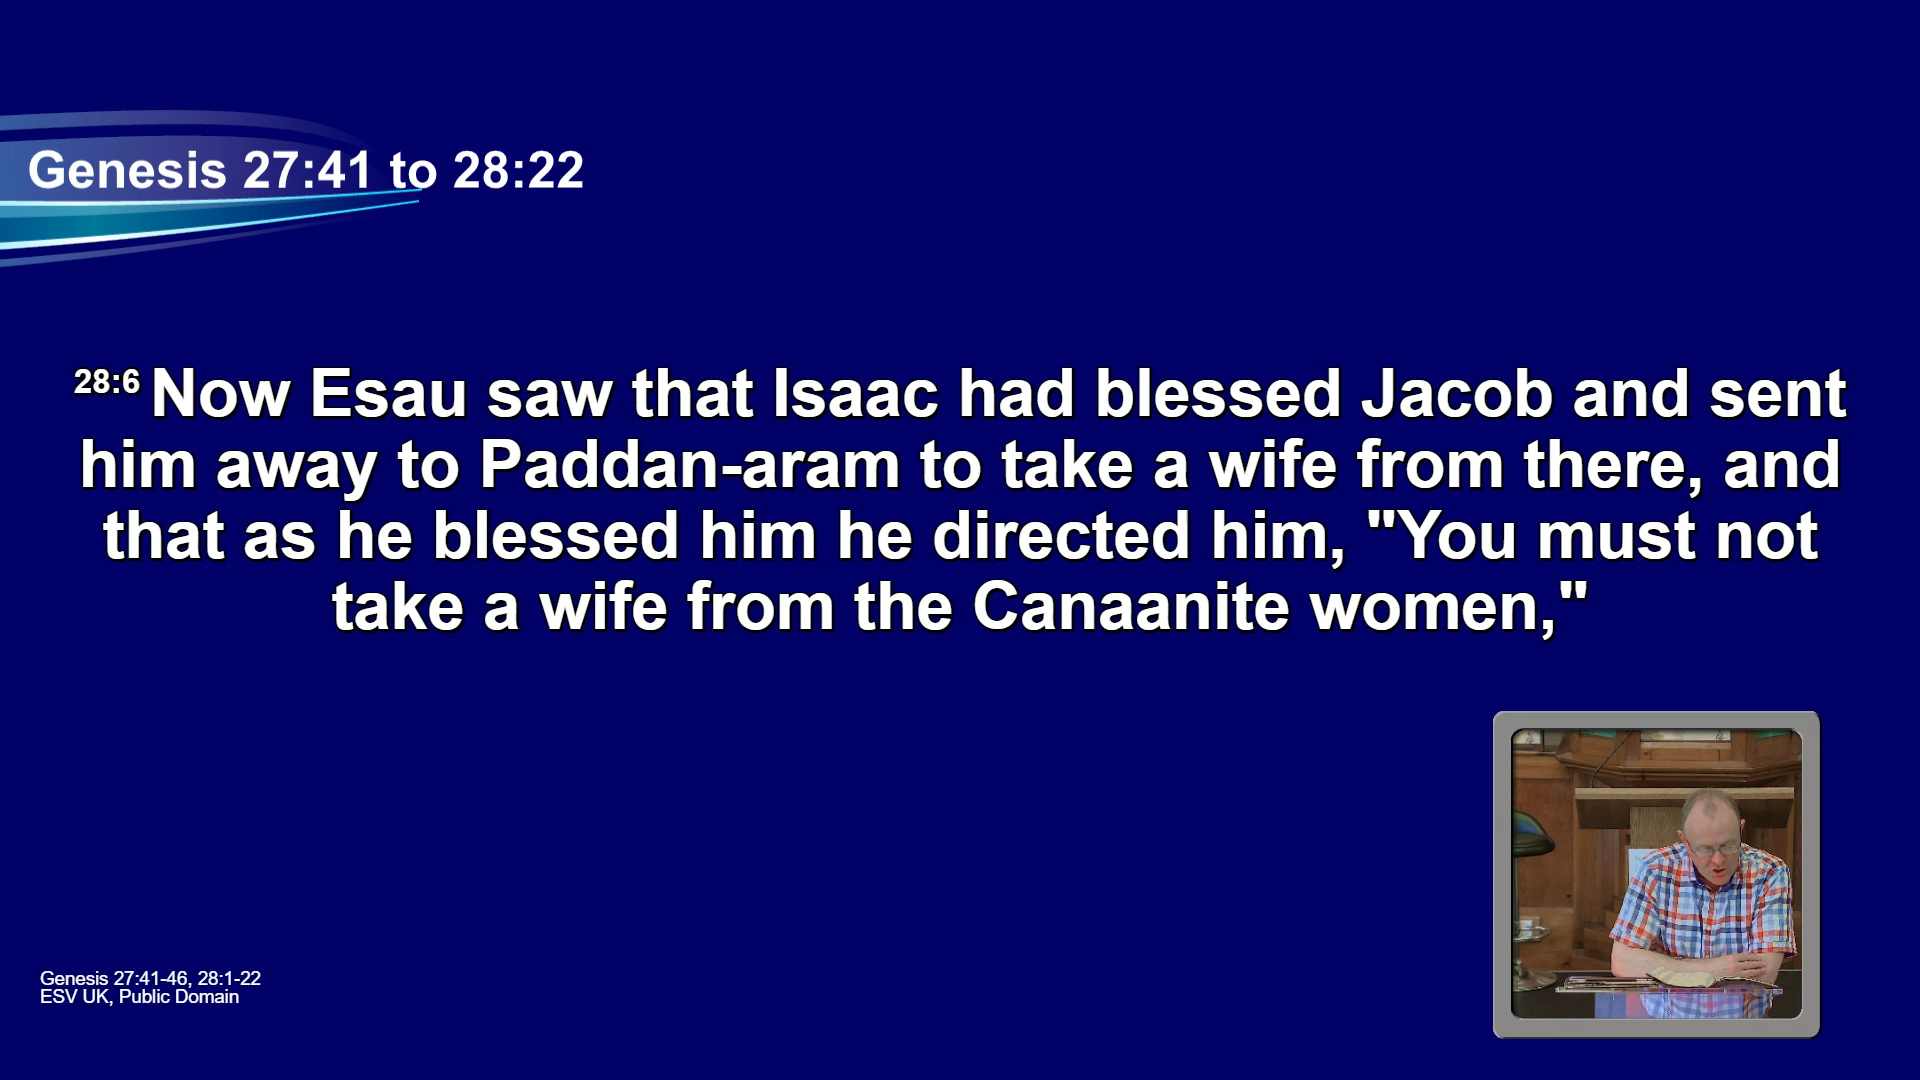 Genesis 27:41 to 28:22
28:6 Now Esau saw that Isaac had blessed Jacob and sent
him away to Paddan-aram to take a wife from there, and
that as he blessed him he directed him, "You must not
take a wife from the Canaanite women,"
Genesis 27:41-46, 28:1-22
ESV UK, Public Domain